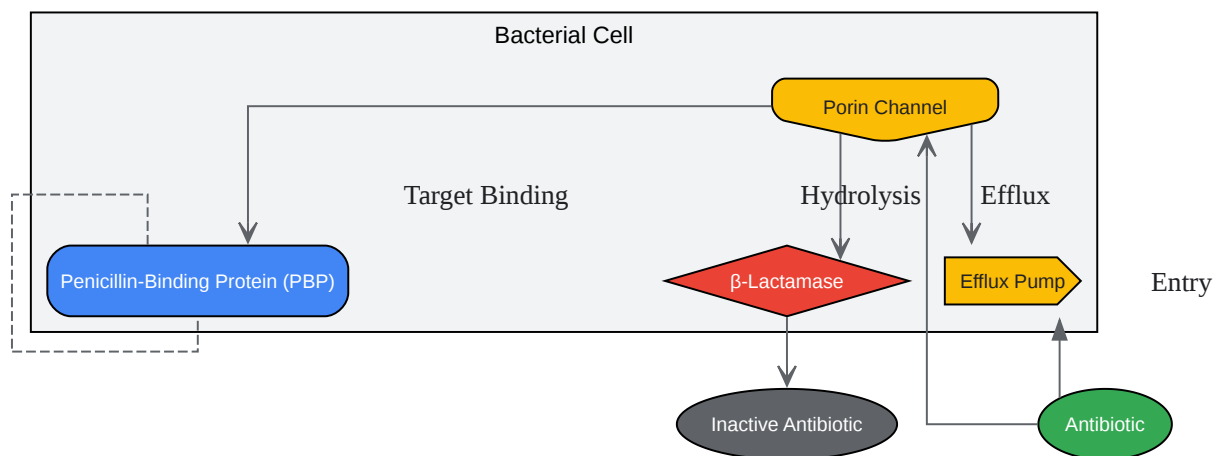 Bacterial Cell
Porin Channel
Target Binding
Hydrolysis
Efflux
Penicillin-Binding Protein (PBP)
β-Lactamase
Efflux Pump
Entry
Inactive Antibiotic
Antibiotic